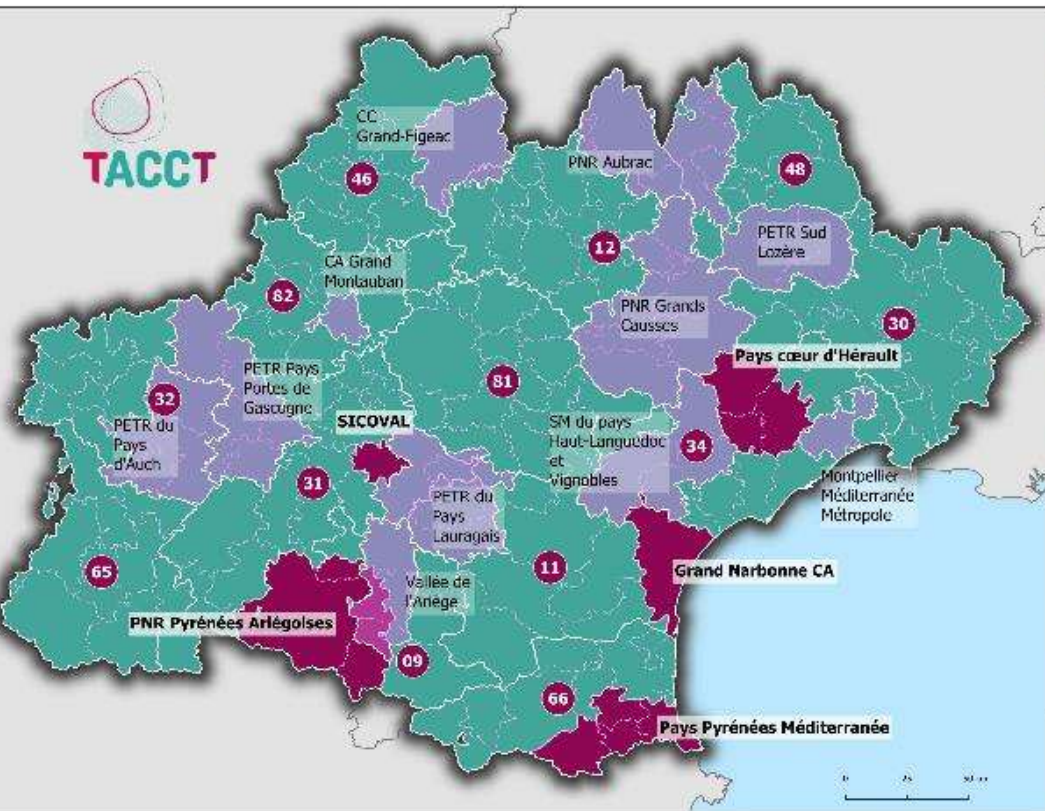 TACCT
CC
Grand-Figeac
46
PNR Aubrac
48
PETR Sud
Lozère
12
CA Grand
Montauban
82
PNR Grands
Causses
30
Pays cœur d'Hérault
81
PETR Pays
Portes de
Gascogne
32
PETR du
Pays
d'Auch
SICOVAL
SM du pays
Haut-Languedoc
et
Vignobles
34
31
PETR du
Pays
Lauragais
Montpellier
Méditerranée
Métropole
65
11
Grand Narbonne CA
Vallée de
l'Ariège
PNR Pyrénées Ariégoises
09
66
Pays Pyrénées Méditerranée
0
25